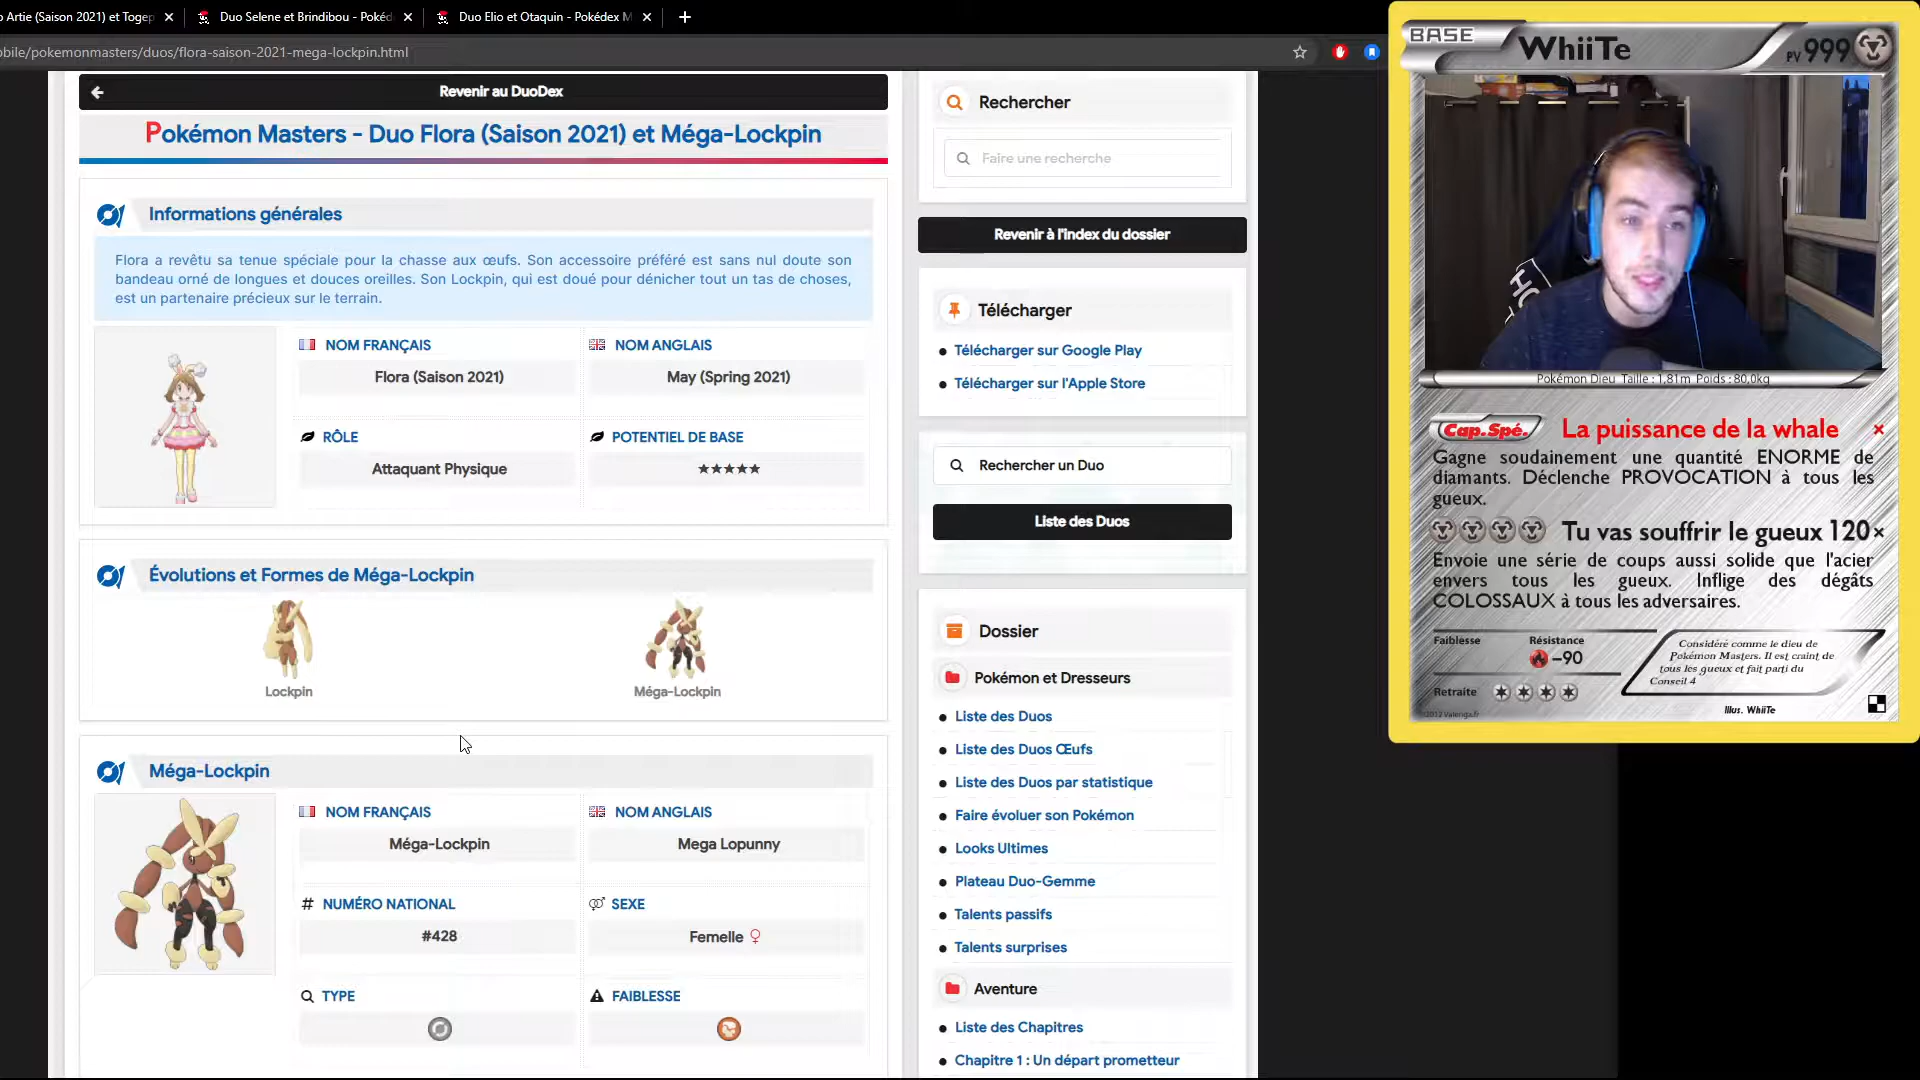 o Artie (Saison 2021) et Togep
Duo Selene et Brindibou - Pokéd
Duo Elio et Otaquin - Pokédex M
obile/pokemonmasters/duos/flora-saison-2021-mega-lockpin.html
Revenir au DuoDex
Pokémon Masters - Duo Flora (Saison 2021) et Méga-Lockpin
Informations générales
Flora a revêtu sa tenue spéciale pour la chasse aux œufs. Son accessoire préféré est sans nul doute son
bandeau orné de longues et douces oreilles. Son Lockpin, qui est doué pour dénicher tout un tas de choses,
est un partenaire précieux sur le terrain.
NOM FRANÇAIS
NOM ANGLAIS
Flora (Saison 2021)
May (Spring 2021)
RÔLE
POTENTIEL DE BASE
Attaquant Physique
★★★★★
Évolutions et Formes de Méga-Lockpin
Lockpin
Méga-Lockpin
Méga-Lockpin
NOM FRANÇAIS
NOM ANGLAIS
Méga-Lockpin
Mega Lopunny
NUMÉRO NATIONAL
SEXE
#428
Femelle ♀
TYPE
FAIBLESSE
Rechercher
Faire une recherche
Revenir à l'index du dossier
Télécharger
Télécharger sur Google Play
Télécharger sur l'Apple Store
Rechercher un Duo
Liste des Duos
Dossier
Pokémon et Dresseurs
Liste des Duos
Liste des Duos Œufs
Liste des Duos par statistique
Faire évoluer son Pokémon
Looks Ultimes
Plateau Duo-Gemme
Talents passifs
Talents surprises
Aventure
Liste des Chapitres
Chapitre 1 : Un départ prometteur
BASE
WhiiTe
PV 999
Pokémon Dieu Taille : 1,81m Poids : 80,0kg
Cap. Spé.
La puissance de la whale ×
Gagne soudainement une quantité ENORME de
diamants. Déclenche PROVOCATION à tous les
gueux.
Tu vas souffrir le gueux 120×
Envoie une série de coups aussi solide que l'acier
envers tous les gueux. Inflige des dégâts
COLOSSAUX à tous les adversaires.
Faiblesse
Résistance
-90
Retraite
Considéré comme le dieu de
Pokémon Masters. Il est craint de
tous les gueux et fait parti du
Conseil 4
Illus. WhiiTe